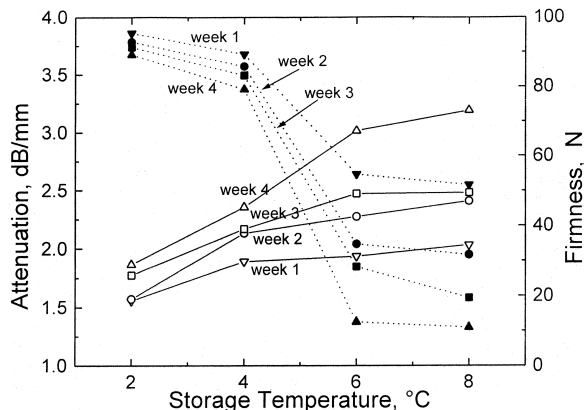 4.0
3.5
3.0
2.5
2.0
1.5
1.0
Attenuation, dB/mm
100
80
60
40
20
0
Firmness, N
week 1
week 2
week 3
week 4
week 4
week 3
week 2
week 1
2
4
6
8
Storage Temperature, °C